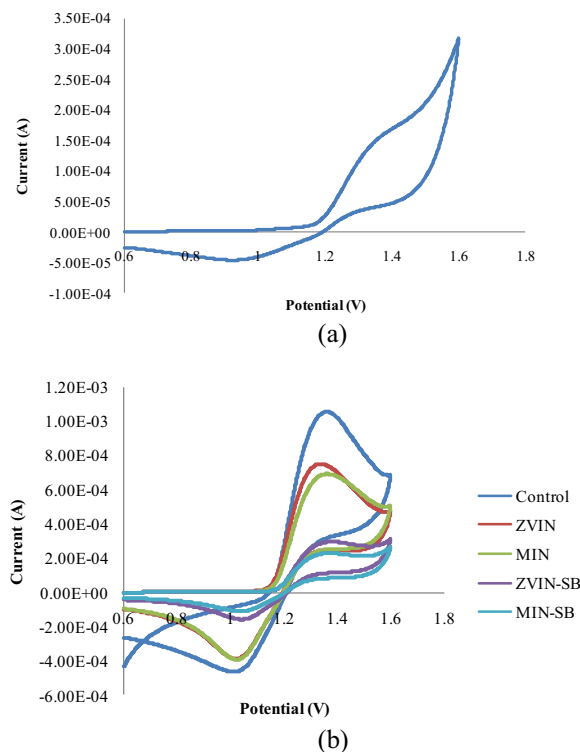 3.50E-04
3.00E-04
2.50E-04
2.00E-04
1.50E-04
1.00E-04
5.00E-05
0.00E+00
-5.00E-05
-1.00E-04
0.6 0.8 1 1.2 1.4 1.6 1.8
Current (A)
Potential (V)
(a)
1.20E-03
1.00E-03
8.00E-04
6.00E-04
4.00E-04
2.00E-04
0.00E+00
-2.00E-04
-4.00E-04
-6.00E-04
0.6 0.8 1 1.2 1.4 1.6 1.8
Current (A)
Potential (V)
Control
ZVIN
MIN
ZVIN-SB
MIN-SB
(b)